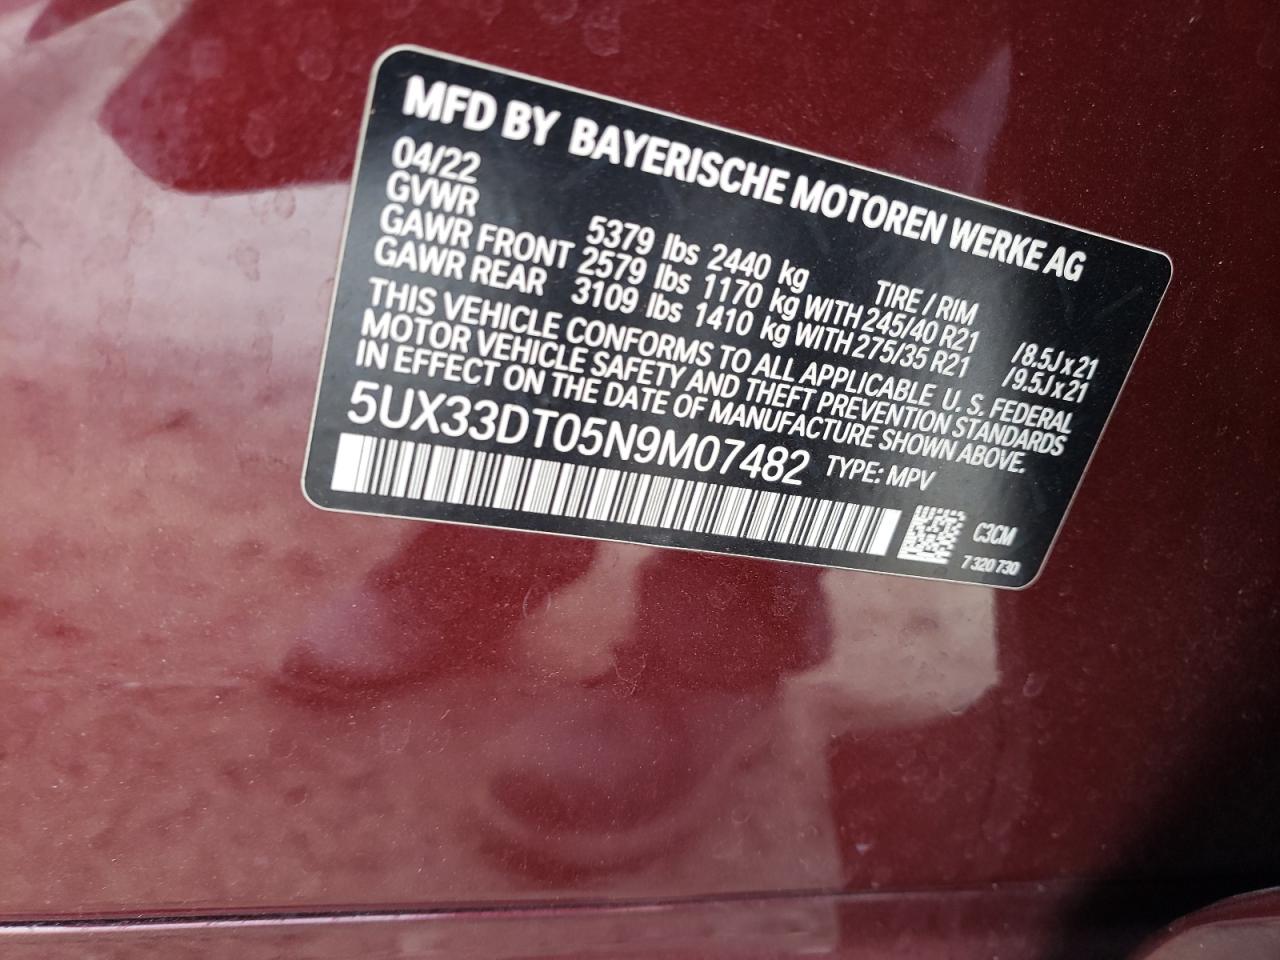 MFD BY BAYERISCHE MOTOREN WERKE AG
04/22
GVWR 5379 lbs 2440 kg TIRE / RIM
GAWR FRONT 2579 lbs 1170 kg WITH 245/40 R21 /8.5J x 21
GAWR REAR 3109 lbs 1410 kg WITH 275/35 R21 /9.5J x 21
THIS VEHICLE CONFORMS TO ALL APPLICABLE U. S. FEDERAL
MOTOR VEHICLE SAFETY AND THEFT PREVENTION STANDARDS
IN EFFECT ON THE DATE OF MANUFACTURE SHOWN ABOVE.
5UX33DT05N9M07482 TYPE: MPV
C3CM
7 320 730